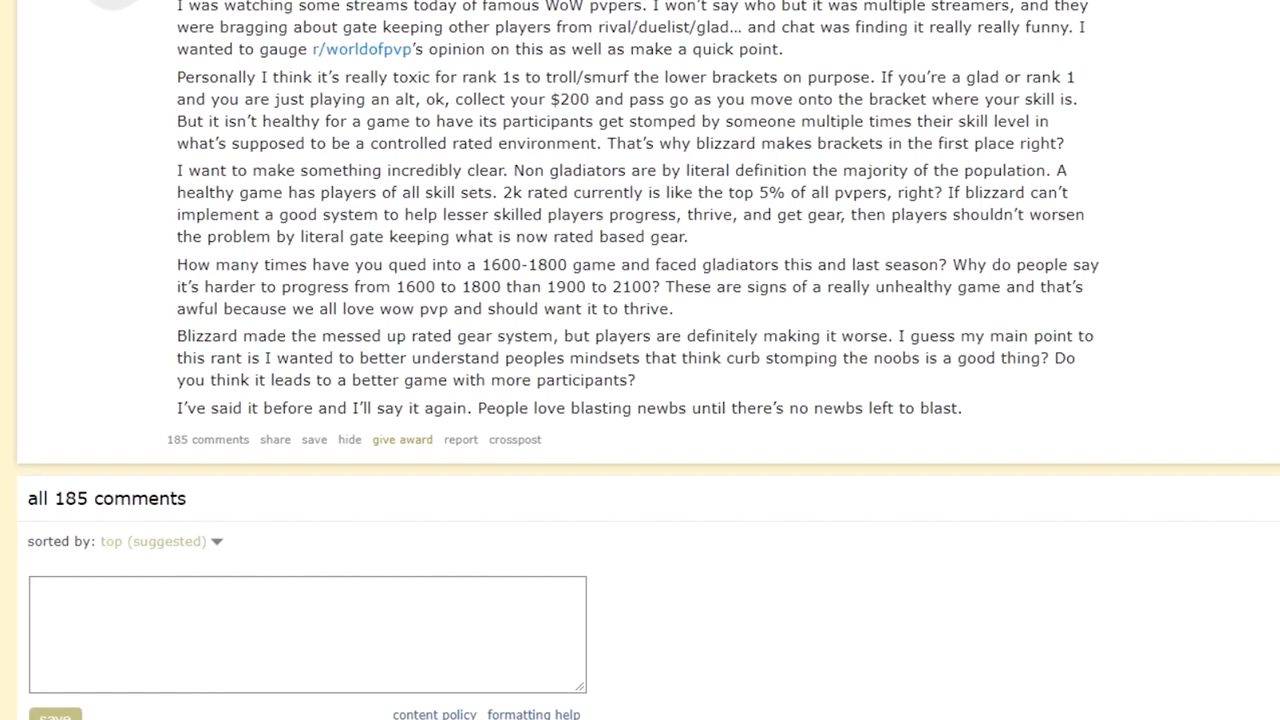 I was watching some streams today of famous WoW pvpers. I won't say who but it was multiple streamers, and they
were bragging about gate keeping other players from rival/duelist/glad... and chat was finding it really really funny. I
wanted to gauge r/worldofpvp's opinion on this as well as make a quick point.
Personally I think it's really toxic for rank 1s to troll/smurf the lower brackets on purpose. If you're a glad or rank 1
and you are just playing an alt, ok, collect your $200 and pass go as you move onto the bracket where your skill is.
But it isn't healthy for a game to have its participants get stomped by someone multiple times their skill level in
what's supposed to be a controlled rated environment. That's why blizzard makes brackets in the first place right?
I want to make something incredibly clear. Non gladiators are by literal definition the majority of the population. A
healthy game has players of all skill sets. 2k rated currently is like the top 5% of all pvpers, right? If blizzard can't
implement a good system to help lesser skilled players progress, thrive, and get gear, then players shouldn't worsen
the problem by literal gate keeping what is now rated based gear.
How many times have you qued into a 1600-1800 game and faced gladiators this and last season? Why do people say
it's harder to progress from 1600 to 1800 than 1900 to 2100? These are signs of a really unhealthy game and that's
awful because we all love wow pvp and should want it to thrive.
Blizzard made the messed up rated gear system, but players are definitely making it worse. I guess my main point to
this rant is I wanted to better understand peoples mindsets that think curb stomping the noobs is a good thing? Do
you think it leads to a better game with more participants?
I've said it before and I'll say it again. People love blasting newbs until there's no newbs left to blast.
185 comments share save hide give award report crosspost
all 185 comments
sorted by: top (suggested)
save content policy formatting help